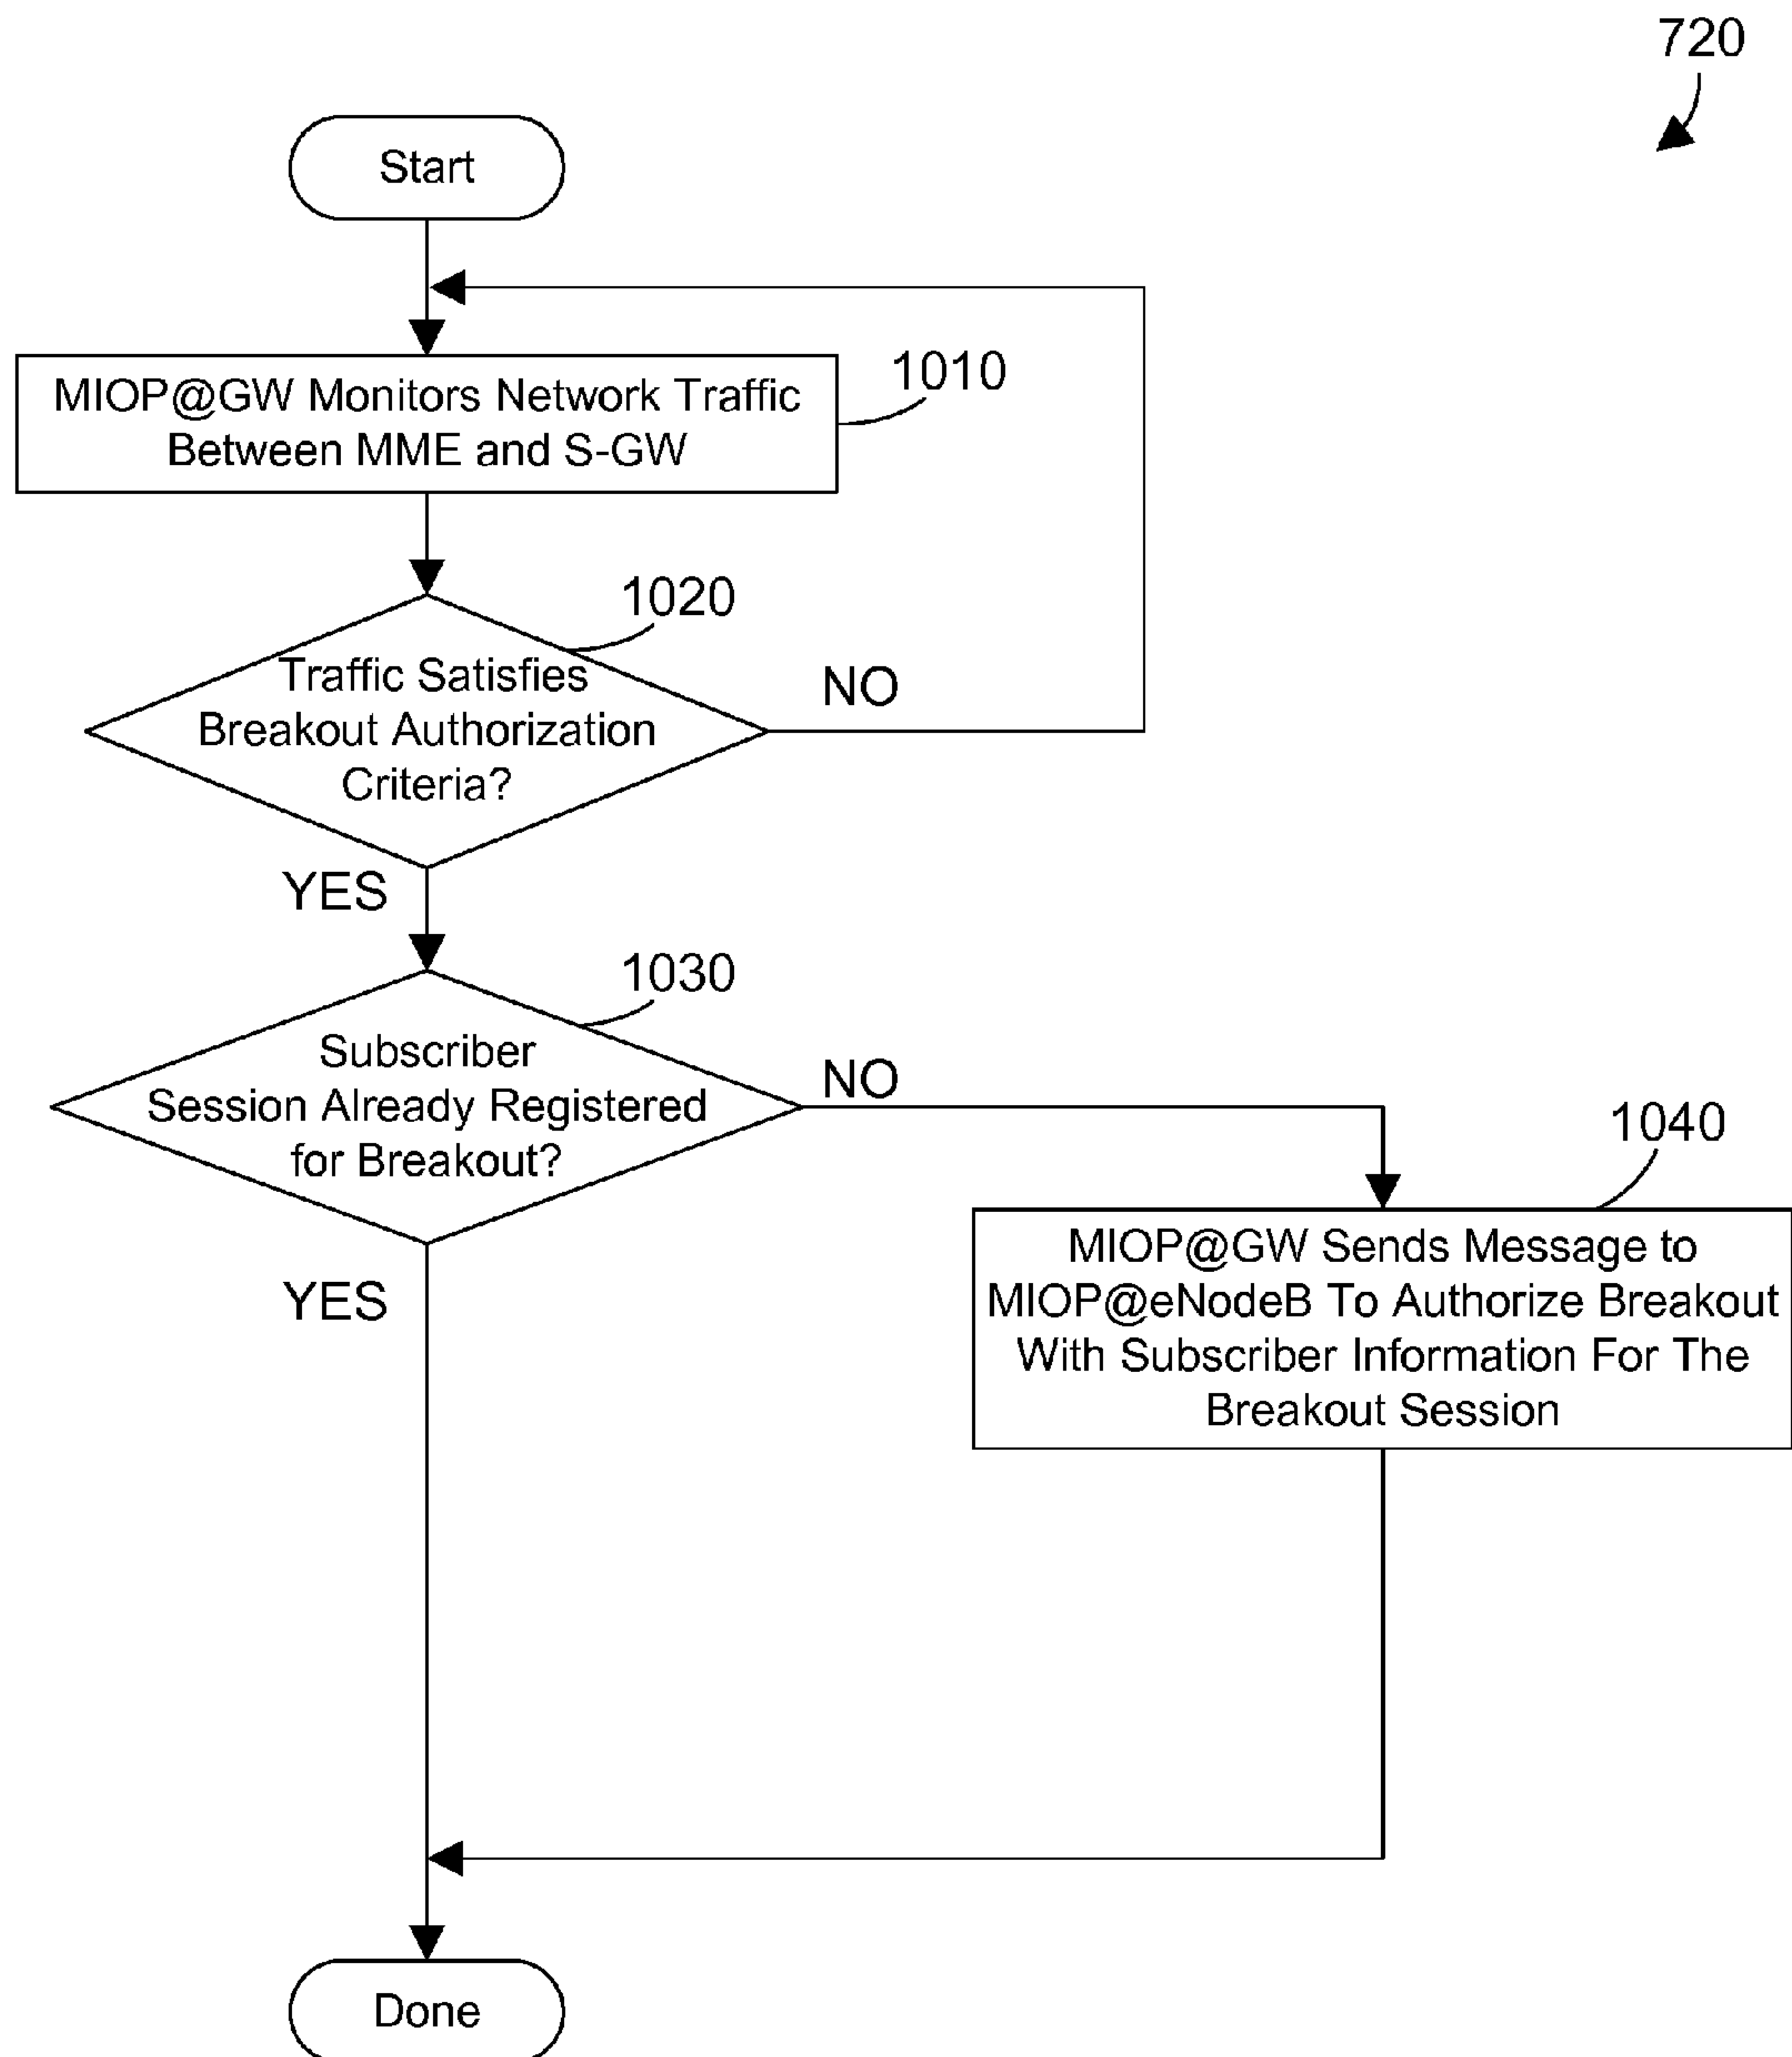 720
Start
MIOP@GW Monitors Network Traffic
Between MME and S-GW
1010
1020
Traffic Satisfies
Breakout Authorization
Criteria?
NO
YES
1030
Subscriber
Session Already Registered
for Breakout?
NO
YES
1040
MIOP@GW Sends Message to
MIOP@eNodeB To Authorize Breakout
With Subscriber Information For The
Breakout Session
Done